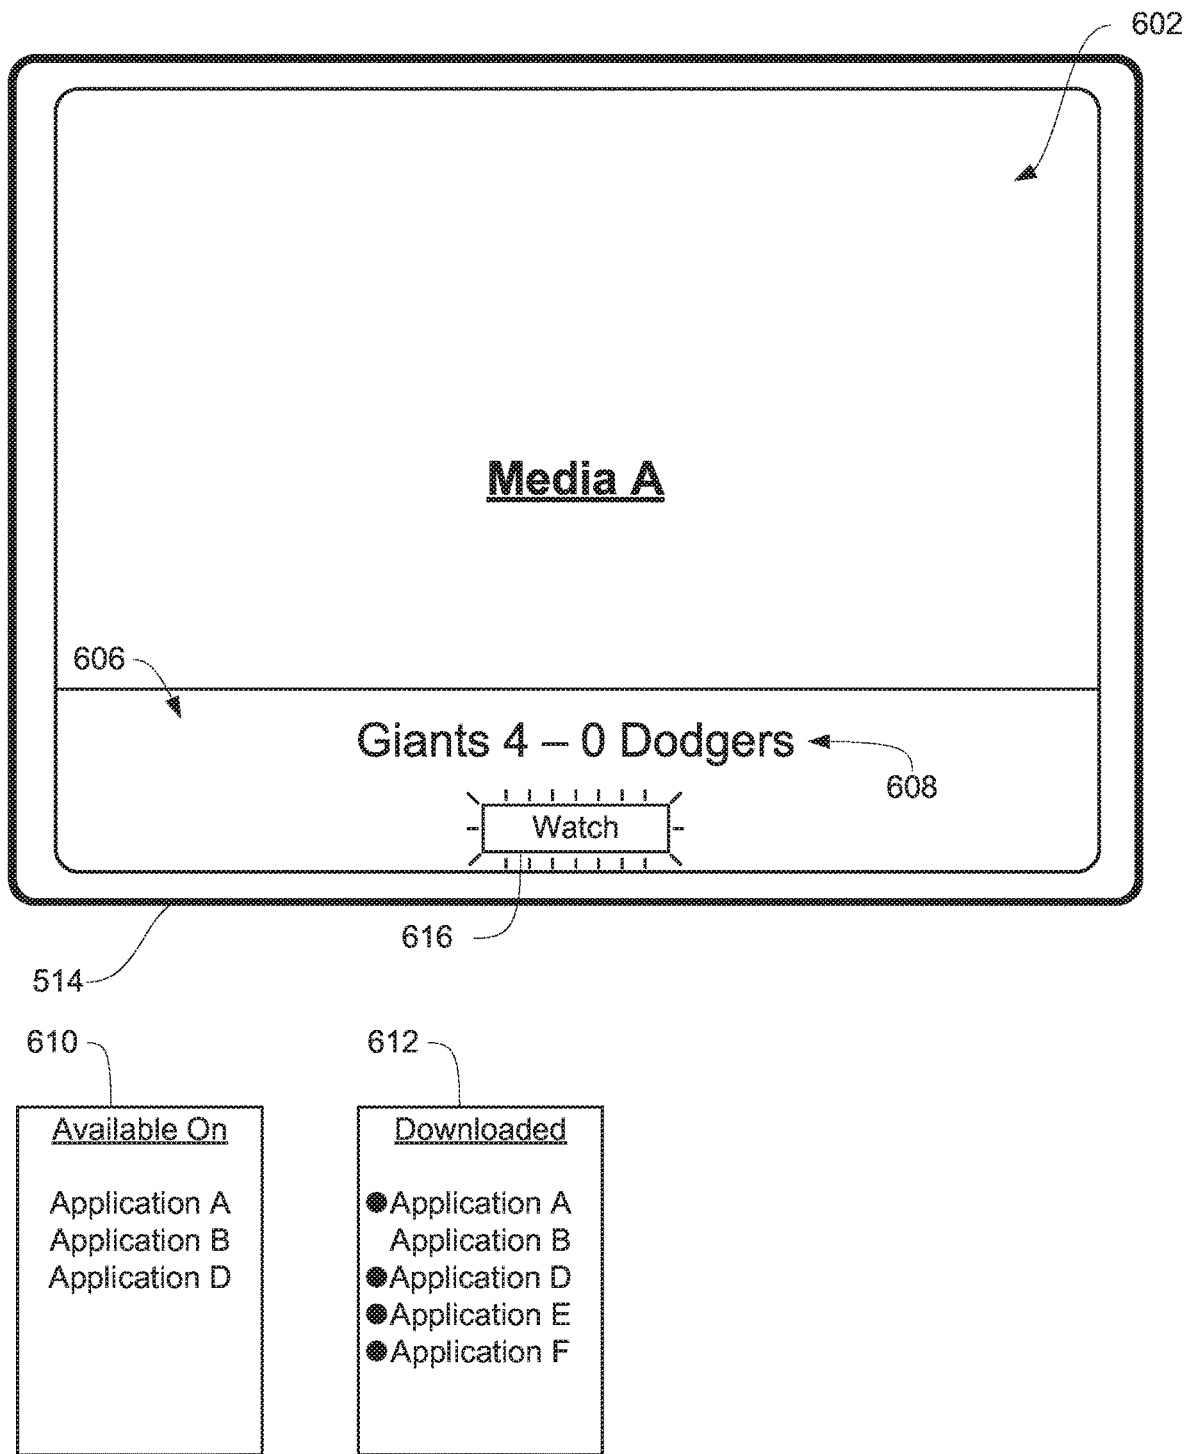 602
Media A
606
Giants 4 – 0 Dodgers
608
Watch
616
514
610
612
Available On
Downloaded
Application A
Application B
Application D
●Application A
Application B
●Application D
●Application E
●Application F